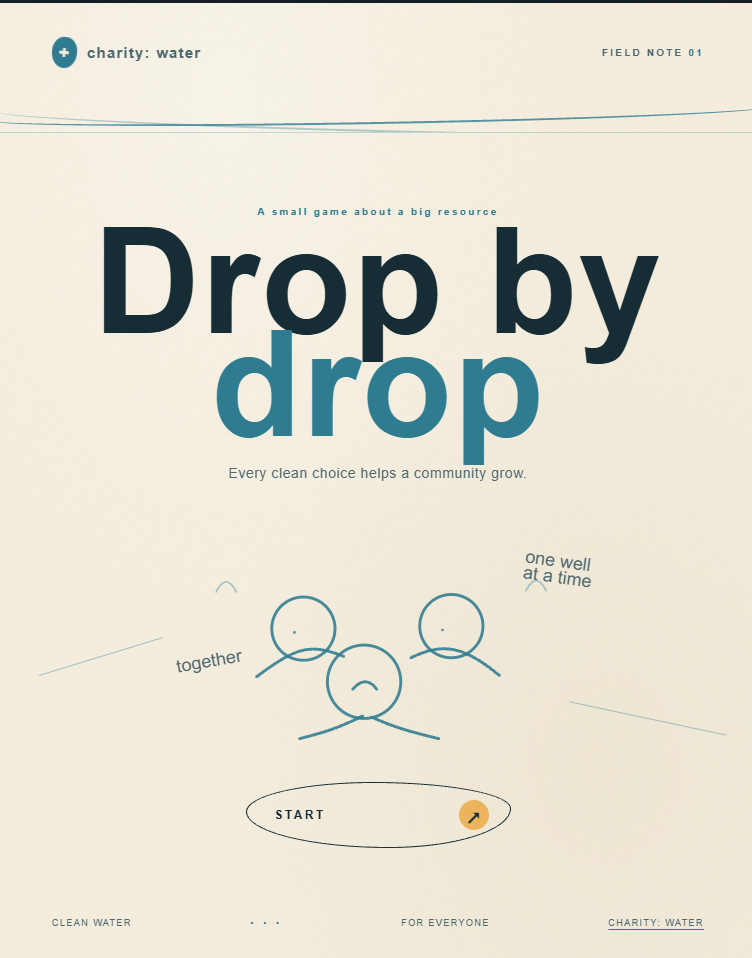 charity: water
FIELD NOTE 01
A small game about a big resource
Drop by
drop
Every clean choice helps a community grow.
one well
at a time
together
START
CLEAN WATER
FOR EVERYONE
CHARITY: WATER